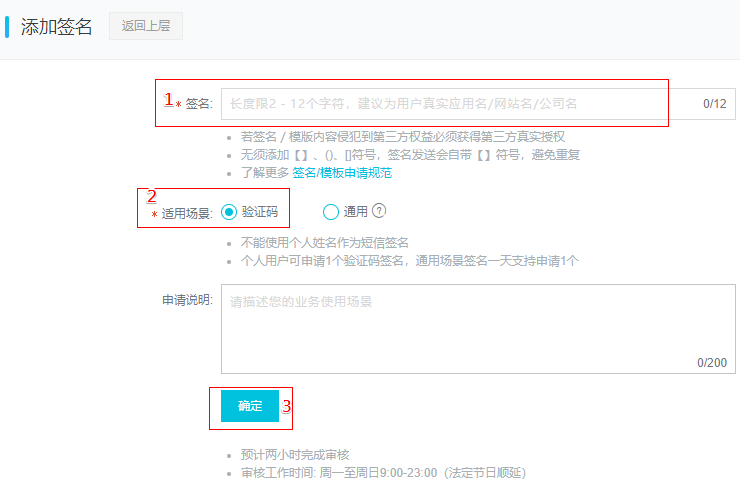 添加签名 返回上层
1 * 签名: 长度限2 - 12个字符，建议为用户真实应用名/网站名/公司名 0/12
若签名 / 模版内容侵犯到第三方权益必须获得第三方真实授权
无须添加【】、()、[]符号，签名发送会自带【】符号，避免重复
了解更多 签名/模板申请规范
2
* 适用场景: 验证码 通用 ?
不能使用个人姓名作为短信签名
个人用户可申请1个验证码签名，通用场景签名一天支持申请1个
申请说明: 请描述您的业务使用场景
0/200
确定 3
预计两小时完成审核
审核工作时间: 周一至周日9:00-23:00（法定节日顺延）